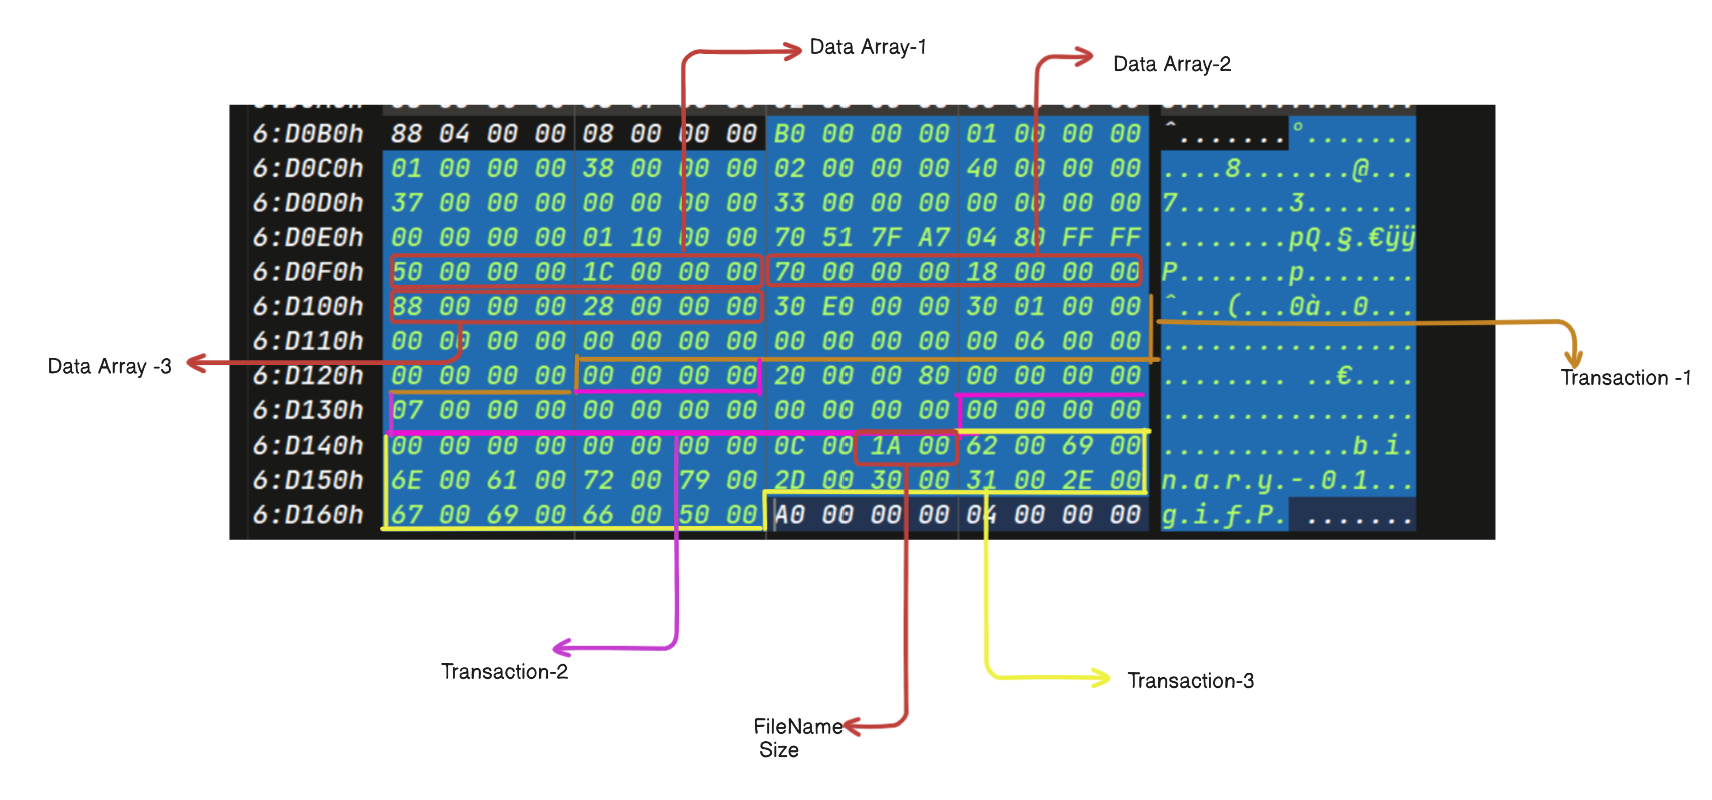 Data Array-1
Data Array-2
6:D0B0h 88 04 00 00 08 00 00 00 B0 00 00 00 01 00 00 00 ˆ.......°.......
6:D0C0h 01 00 00 00 38 00 00 00 02 00 00 00 40 00 00 00 ....8.......@...
6:D0D0h 37 00 00 00 00 00 00 00 33 00 00 00 00 00 00 00 7.......3.......
6:D0E0h 00 00 00 00 01 10 00 00 70 51 7F A7 04 80 FF FF ........pQ.§.€ÿÿ
6:D0F0h 50 00 00 00 1C 00 00 00 70 00 00 00 18 00 00 00 P.......p.......
6:D100h 88 00 00 00 28 00 00 00 30 E0 00 00 30 01 00 00 ˆ...(...0à..0...
6:D110h 00 00 00 00 00 00 00 00 00 00 00 00 00 06 00 00 ................
6:D120h 00 00 00 00 00 00 00 00 20 00 00 80 00 00 00 00 ........ ..€....
6:D130h 07 00 00 00 00 00 00 00 00 00 00 00 00 00 00 00 ................
6:D140h 00 00 00 00 00 00 00 00 0C 00 1A 00 62 00 69 00 ............b.i.
6:D150h 6E 00 61 00 72 00 79 00 2D 00 30 00 31 00 2E 00 n.a.r.y.-.0.1...
6:D160h 67 00 69 00 66 00 50 00 A0 00 00 00 04 00 00 00 g.i.f.P. .......
Data Array -3
Transaction -1
Transaction-2
Transaction-3
FileName
Size